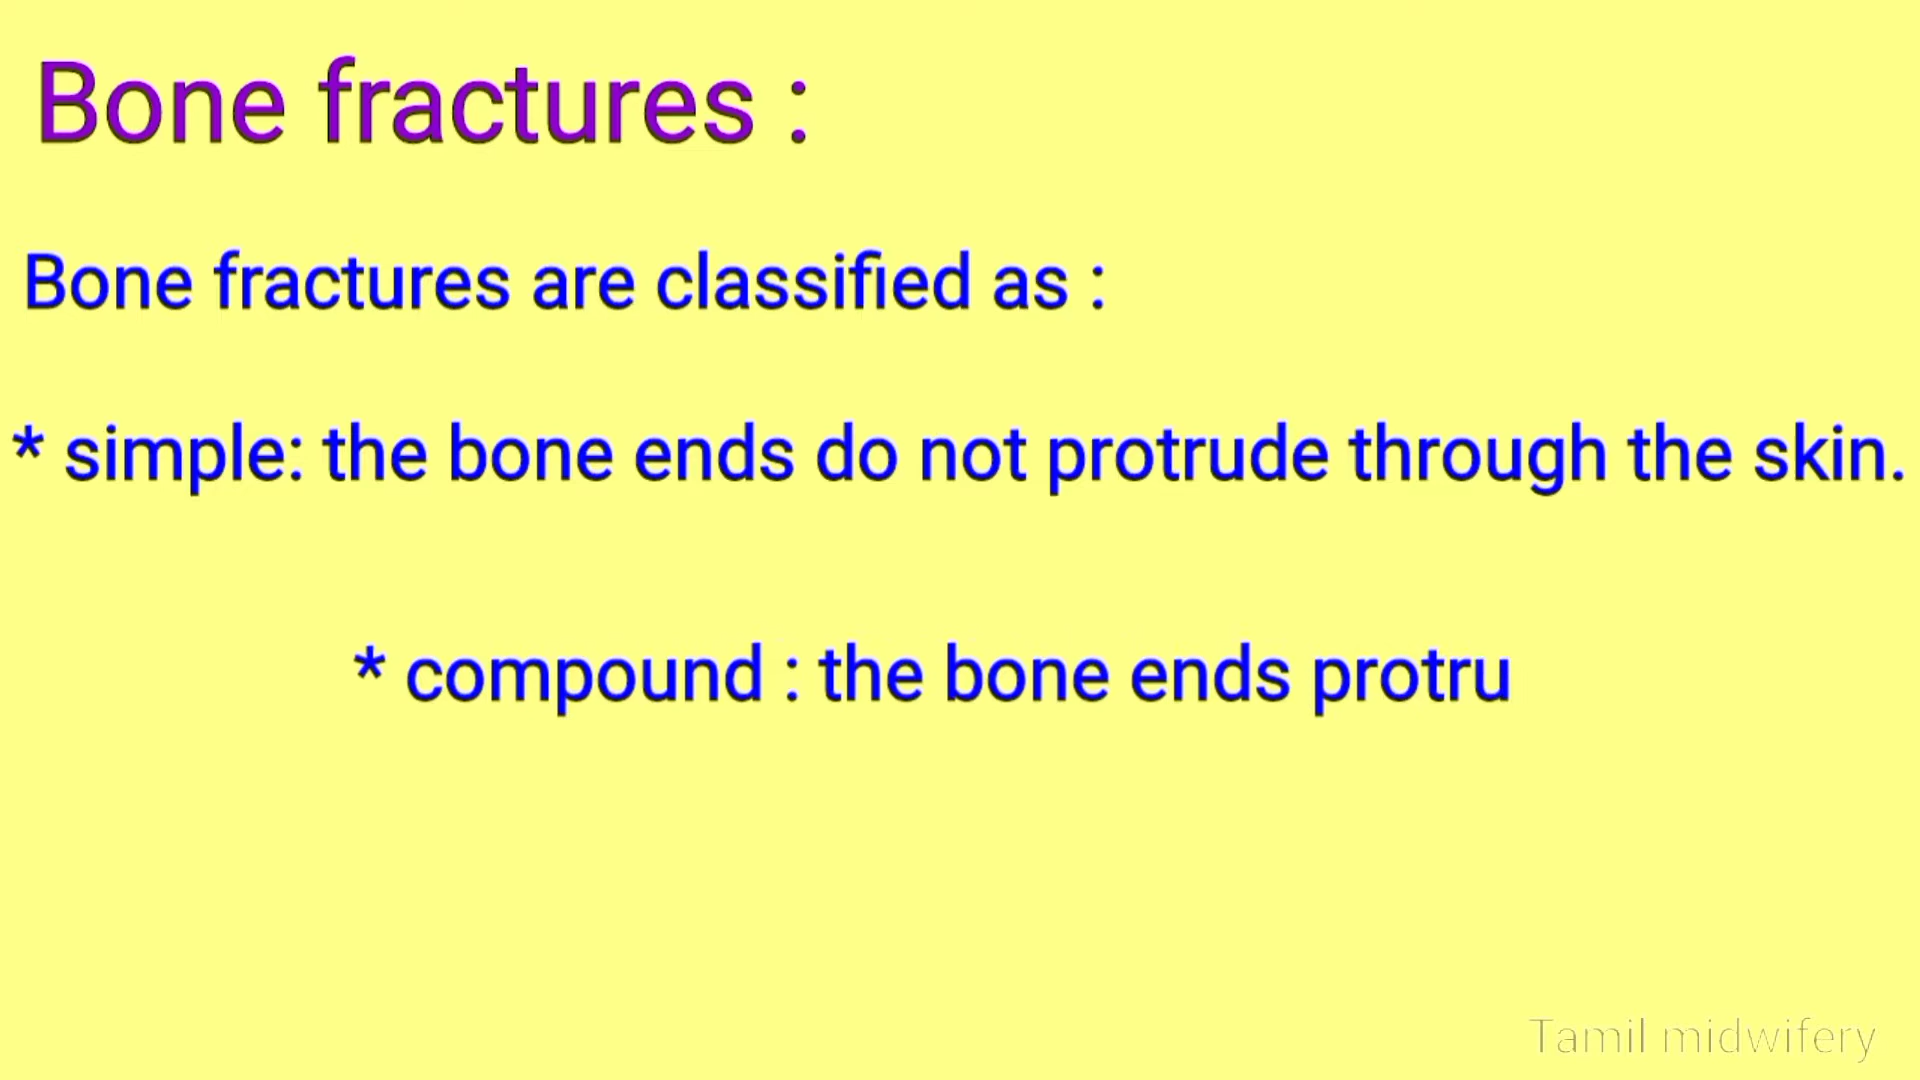 Bone fractures :
Bone fractures are classified as :
* simple: the bone ends do not protrude through the skin.
* compound : the bone ends protru
Tamil midwifery